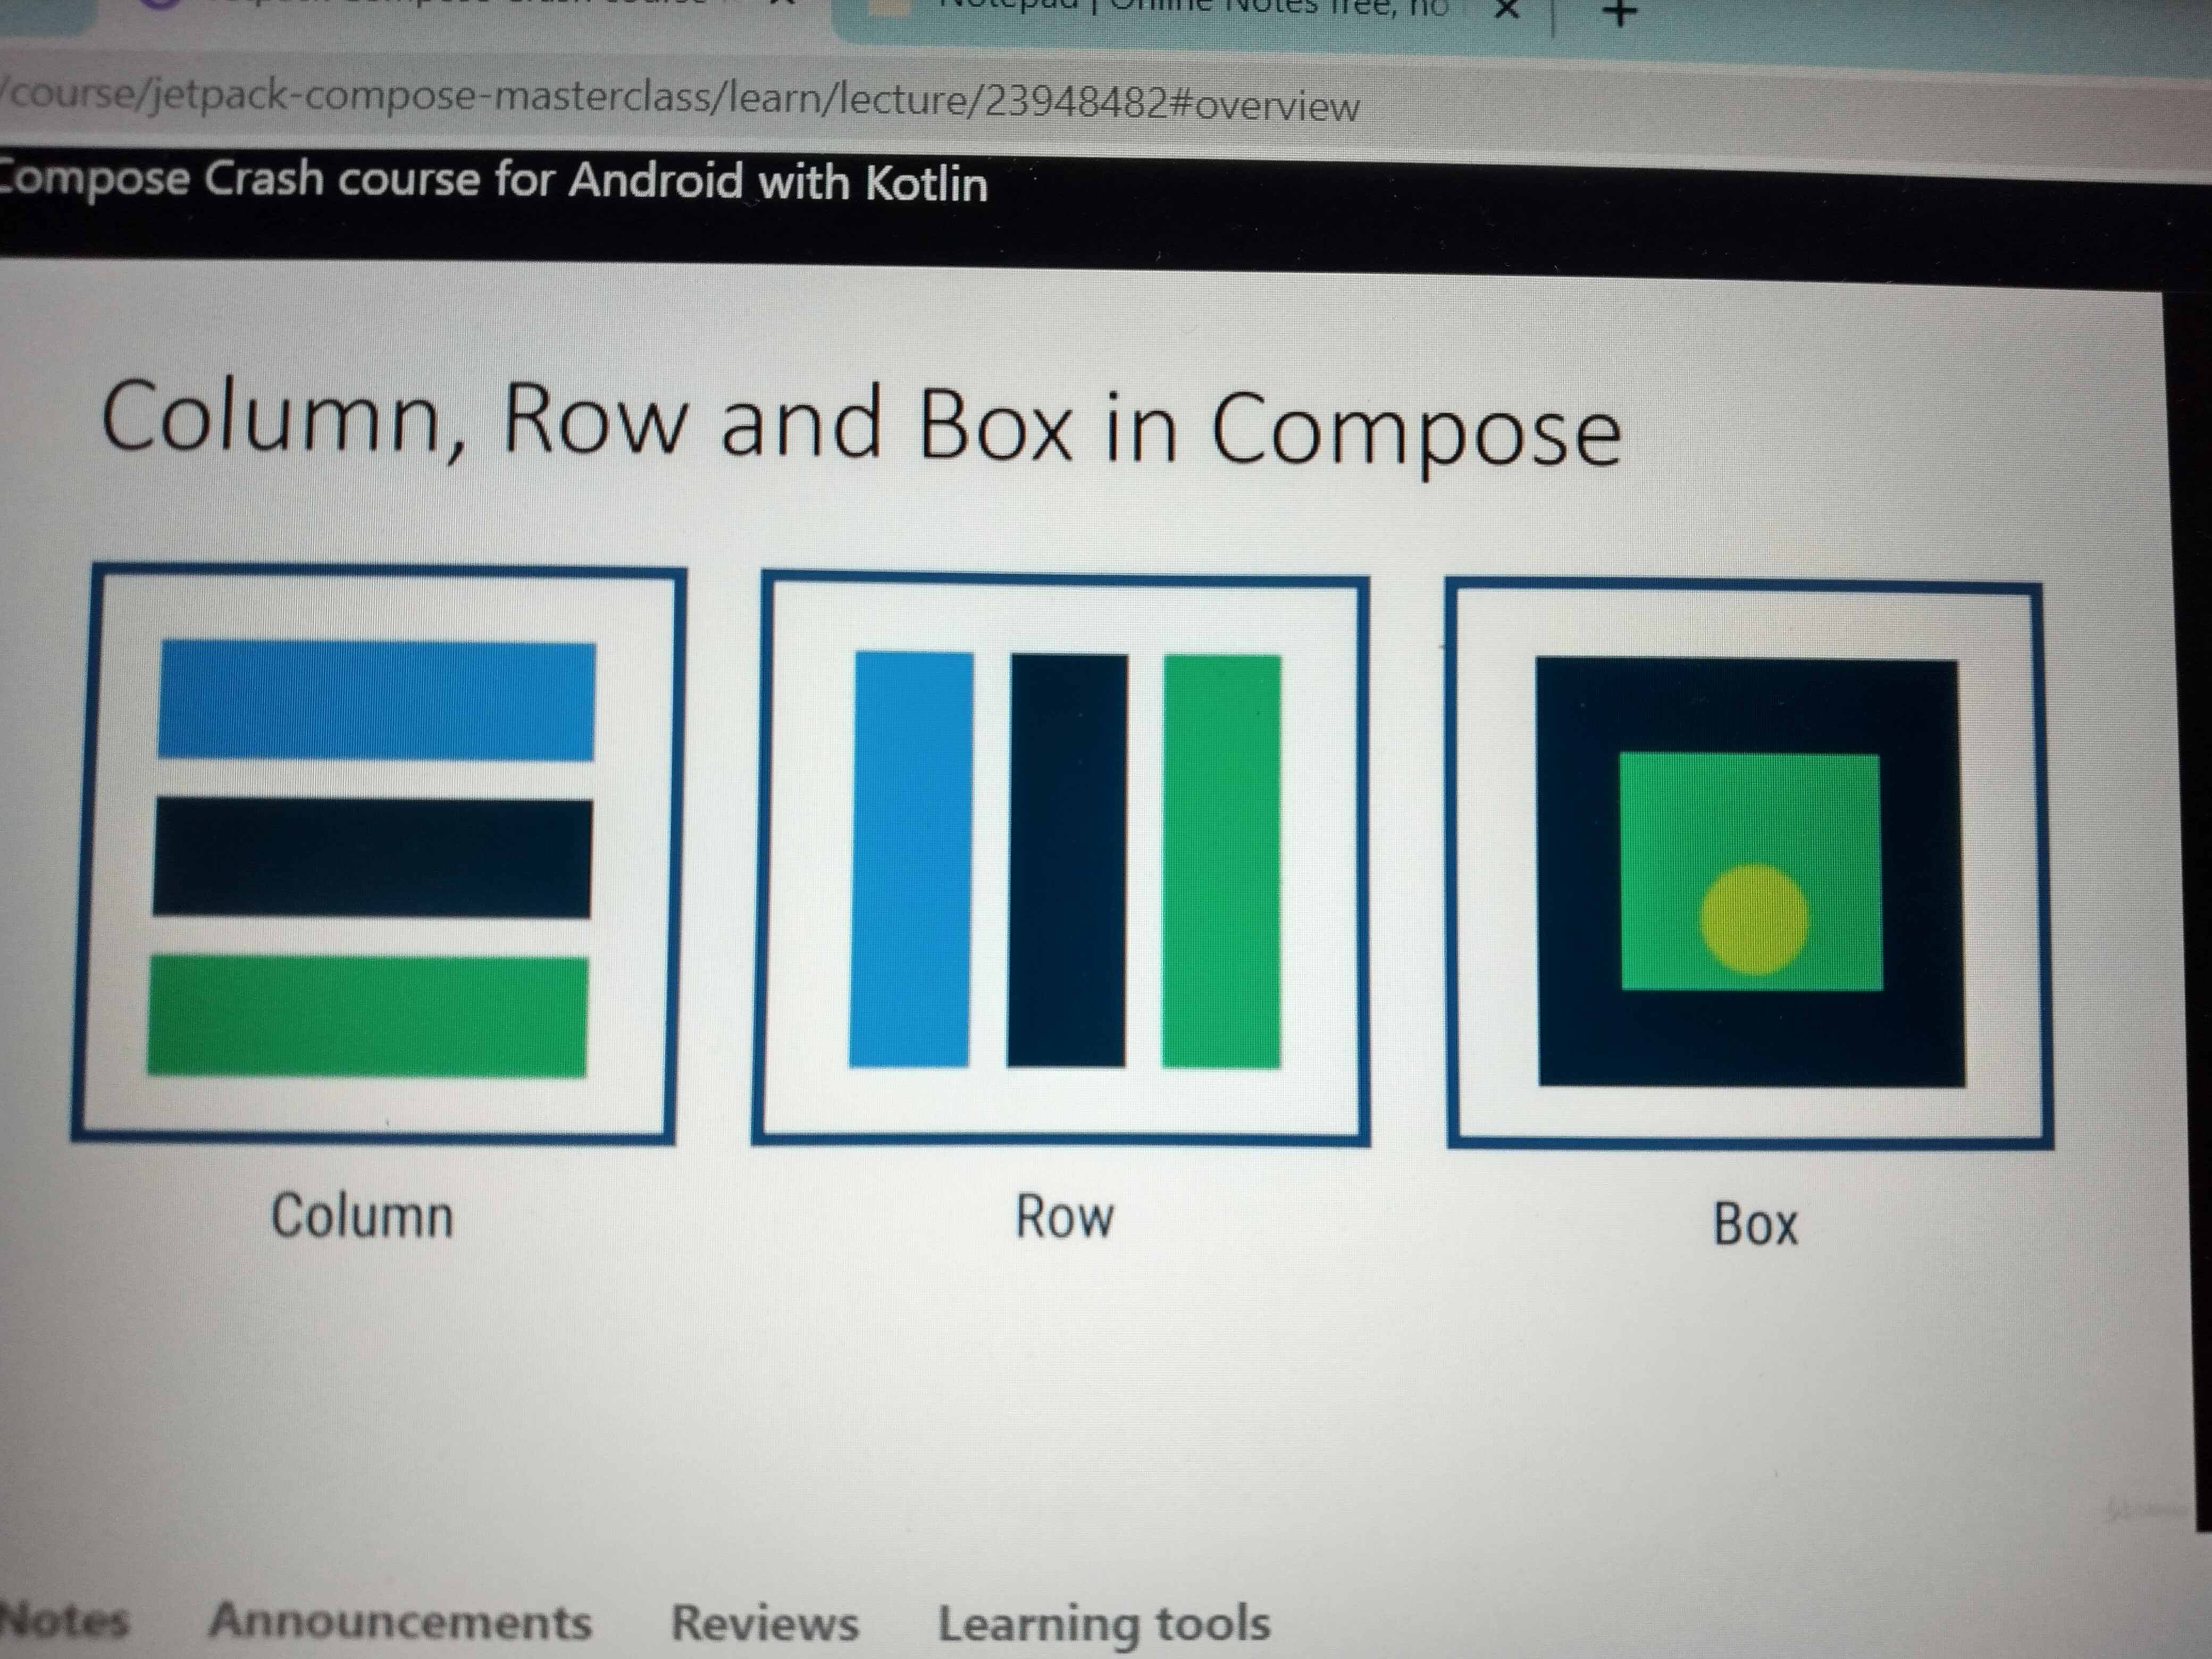 Notepad | Online Notes free, no
/course/jetpack-compose-masterclass/learn/lecture/23948482#overview
Compose Crash course for Android with Kotlin
Column, Row and Box in Compose
Column Row Box
Notes Announcements Reviews Learning tools